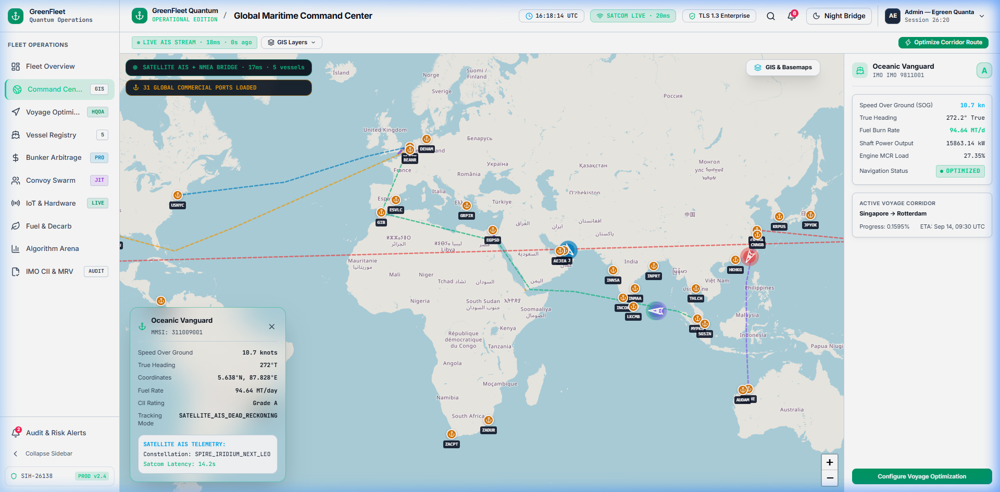 GreenFleet
Quantum Operations
FLEET OPERATIONS
Fleet Overview
Command Cen... GIS
Voyage Optimi... HQOA
Vessel Registry 5
Bunker Arbitrage PRO
Convoy Swarm JIT
IoT & Hardware LIVE
Fuel & Decarb
Algorithm Arena
IMO CII & MRV AUDIT
2
Audit & Risk Alerts
Collapse Sidebar
SIH-26138 PROD v2.4
GreenFleet Quantum
OPERATIONAL EDITION
/ Global Maritime Command Center
16:18:14 UTC
SATCOM LIVE · 20ms
TLS 1.3 Enterprise
6
Night Bridge
AE
Admin — Egreen Quanta
Session 26:20
LIVE AIS STREAM · 18ms · 0s ago
GIS Layers
Optimize Corridor Route
SATELLITE AIS + NMEA BRIDGE · 17ms · 5 vessels
31 GLOBAL COMMERCIAL PORTS LOADED
GIS & Basemaps
Ísland
Norge
Suomi /
Finland
Sverige
Россия
United Kingdom
Беларусь
DEHAM
BEANR
France
Україна
Қазақстан
Монгол
улс
România
Italia
Türkiye
O'zbekiston
USNYC
Espa
ESVLC
GIB
GRPIR
EGPSD
العراق
ایران
افغانستان
پاکستان
中国
KRPUS
JPYOK
CNNGB
ⵍⵣⵣⴰⵢⴻⵔ
الجزائر
ⵍⵉⴱⵢⴰ ليبيا
Libya
مصر
السعودية
AEJEA
عمان
India
HKHKG
Mauritanie
موريتانيا
Mali
Niger
Tchad تشاد
السودان
اليمن
INNSA
INPRT
မြန်မာ
Việt Nam
Philippines
INMAA
THLCH
Nigeria
South Sudan
جنوب السودان
ኢትዮጵያ
Soomaaliya
الصومال
LKCMB
Malaysia
SGSIN
Kenya
République
démocratique
du Congo
Tanzania
Indonesia
Papua Niugi
Angola
Moçambique
Namibia
AUDAM
Australia
South Africa
ZADUR
ZACPT
+
−
Oceanic Vanguard
MMSI: 311009001
Speed Over Ground 10.7 knots
True Heading 272°T
Coordinates 5.638°N, 87.828°E
Fuel Rate 94.64 MT/day
CII Rating Grade A
Tracking Mode SATELLITE_AIS_DEAD_RECKONING
SATELLITE AIS TELEMETRY:
Constellation: SPIRE_IRIDIUM_NEXT_LEO
Satcom Latency: 14.2s
Oceanic Vanguard
IMO IMO 9811001
A
Speed Over Ground (SOG) 10.7 kn
True Heading 272.2° True
Fuel Burn Rate 94.64 MT/d
Shaft Power Output 15863.14 kW
Engine MCR Load 27.35%
Navigation Status OPTIMIZED
ACTIVE VOYAGE CORRIDOR
Singapore → Rotterdam
Progress: 0.1595% ETA: Sep 14, 09:30 UTC
Configure Voyage Optimization